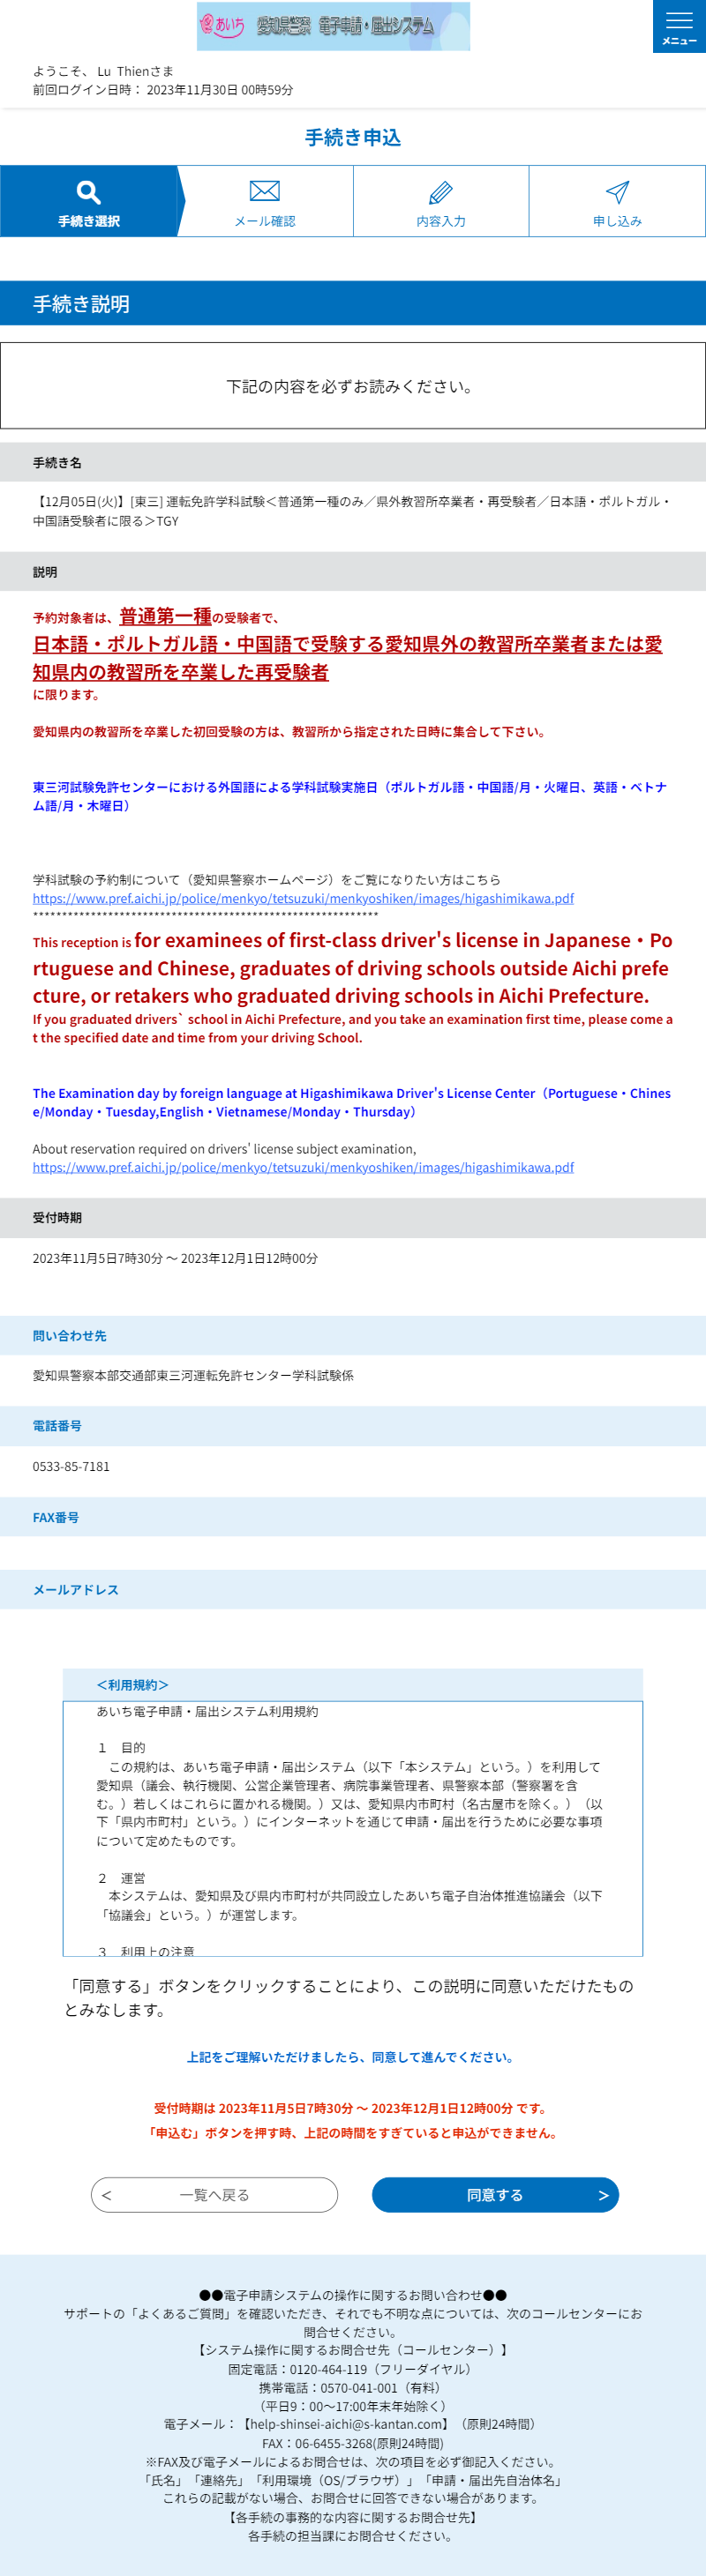 あいち 愛知県警察 電子申請・届出システム
メニュー
ようこそ、 Lu Thienさま
前回ログイン日時： 2023年11月30日 00時59分
手続き申込
手続き選択
メール確認
内容入力
申し込み
手続き説明
下記の内容を必ずお読みください。
手続き名
【12月05日(火)】[東三] 運転免許学科試験＜普通第一種のみ／県外教習所卒業者・再受験者／日本語・ポルトガル・
中国語受験者に限る＞TGY
説明
予約対象者は、普通第一種の受験者で、
日本語・ポルトガル語・中国語で受験する愛知県外の教習所卒業者または愛
知県内の教習所を卒業した再受験者
に限ります。
愛知県内の教習所を卒業した初回受験の方は、教習所から指定された日時に集合して下さい。
東三河試験免許センターにおける外国語による学科試験実施日（ポルトガル語・中国語/月・火曜日、英語・ベトナ
ム語/月・木曜日）
学科試験の予約制について（愛知県警察ホームページ）をご覧になりたい方はこちら
https://www.pref.aichi.jp/police/menkyo/tetsuzuki/menkyoshiken/images/higashimikawa.pdf
************************************************************
This reception is for examinees of first-class driver's license in Japanese・Po
rtuguese and Chinese, graduates of driving schools outside Aichi prefe
cture, or retakers who graduated driving schools in Aichi Prefecture.
If you graduated drivers` school in Aichi Prefecture, and you take an examination first time, please come a
t the specified date and time from your driving School.
The Examination day by foreign language at Higashimikawa Driver's License Center（Portuguese・Chines
e/Monday・Tuesday,English・Vietnamese/Monday・Thursday）
About reservation required on drivers' license subject examination,
https://www.pref.aichi.jp/police/menkyo/tetsuzuki/menkyoshiken/images/higashimikawa.pdf
受付時期
2023年11月5日7時30分 ～ 2023年12月1日12時00分
問い合わせ先
愛知県警察本部交通部東三河運転免許センター学科試験係
電話番号
0533-85-7181
FAX番号
メールアドレス
＜利用規約＞
あいち電子申請・届出システム利用規約
１　目的
この規約は、あいち電子申請・届出システム（以下「本システム」という。）を利用して
愛知県（議会、執行機関、公営企業管理者、病院事業管理者、県警察本部（警察署を含
む。）若しくはこれらに置かれる機関。）又は、愛知県内市町村（名古屋市を除く。）（以
下「県内市町村」という。）にインターネットを通じて申請・届出を行うために必要な事項
について定めたものです。
２　運営
本システムは、愛知県及び県内市町村が共同設立したあいち電子自治体推進協議会（以下
「協議会」という。）が運営します。
３　利用上の注意
「同意する」ボタンをクリックすることにより、この説明に同意いただけたもの
とみなします。
上記をご理解いただけましたら、同意して進んでください。
受付時期は 2023年11月5日7時30分 ～ 2023年12月1日12時00分 です。
「申込む」ボタンを押す時、上記の時間をすぎていると申込ができません。
＜ 一覧へ戻る
同意する ＞
●●電子申請システムの操作に関するお問い合わせ●●
サポートの「よくあるご質問」を確認いただき、それでも不明な点については、次のコールセンターにお
問合せください。
【システム操作に関するお問合せ先（コールセンター）】
固定電話：0120-464-119（フリーダイヤル）
携帯電話：0570-041-001（有料）
（平日9：00～17:00年末年始除く）
電子メール：【help-shinsei-aichi@s-kantan.com】（原則24時間）
FAX：06-6455-3268(原則24時間)
※FAX及び電子メールによるお問合せは、次の項目を必ず御記入ください。
「氏名」「連絡先」「利用環境（OS/ブラウザ）」「申請・届出先自治体名」
これらの記載がない場合、お問合せに回答できない場合があります。
【各手続の事務的な内容に関するお問合せ先】
各手続の担当課にお問合せください。